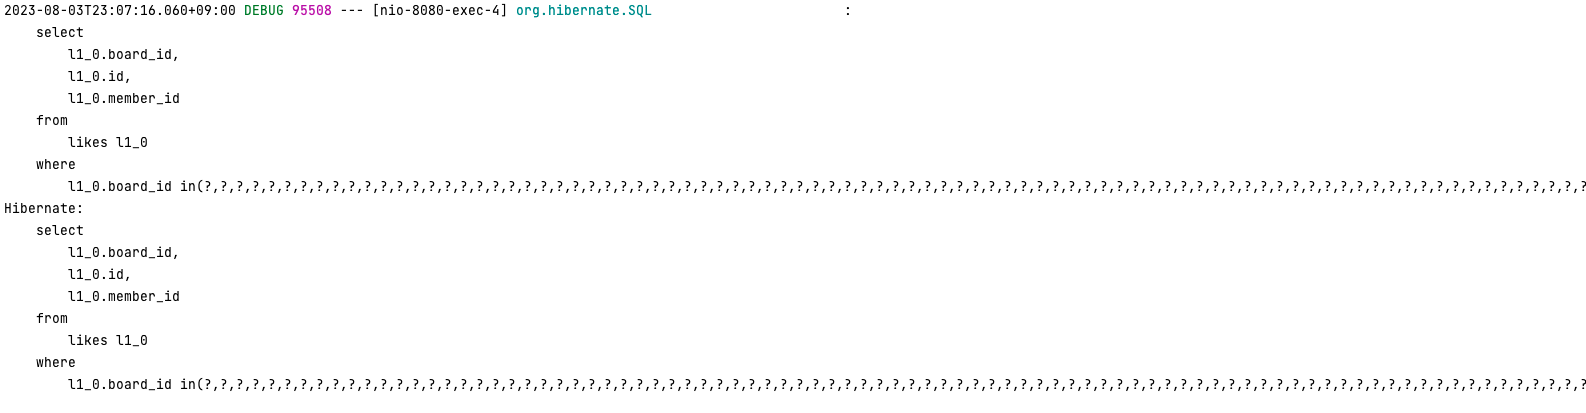 2023-08-03T23:07:16.060+09:00 DEBUG 95508 --- [nio-8080-exec-4] org.hibernate.SQL                        :
    select
        l1_0.board_id,
        l1_0.id,
        l1_0.member_id
    from
        likes l1_0
    where
        l1_0.board_id in(?,?,?,?,?,?,?,?,?,?,?,?,?,?,?,?,?,?,?,?,?,?,?,?,?,?,?,?,?,?,?,?,?,?,?,?,?,?,?,?,?,?,?,?,?,?,?,?,?,?,?,?,?,?,?,?,?,?,?,?,?,?,?,?,?,?,?,?,?,?,?,?,?,?,?,?,?,?,?,?,?,?,?,?,?,?,?
Hibernate:
    select
        l1_0.board_id,
        l1_0.id,
        l1_0.member_id
    from
        likes l1_0
    where
        l1_0.board_id in(?,?,?,?,?,?,?,?,?,?,?,?,?,?,?,?,?,?,?,?,?,?,?,?,?,?,?,?,?,?,?,?,?,?,?,?,?,?,?,?,?,?,?,?,?,?,?,?,?,?,?,?,?,?,?,?,?,?,?,?,?,?,?,?,?,?,?,?,?,?,?,?,?,?,?,?,?,?,?,?,?,?,?,?,?,?,?